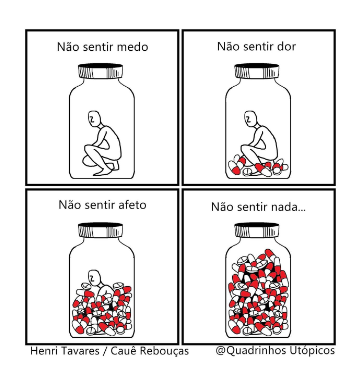 Não sentir medo
Não sentir dor
Não sentir afeto
Não sentir nada...
Henri Tavares / Cauê Rebouças
@Quadrinhos Utópicos